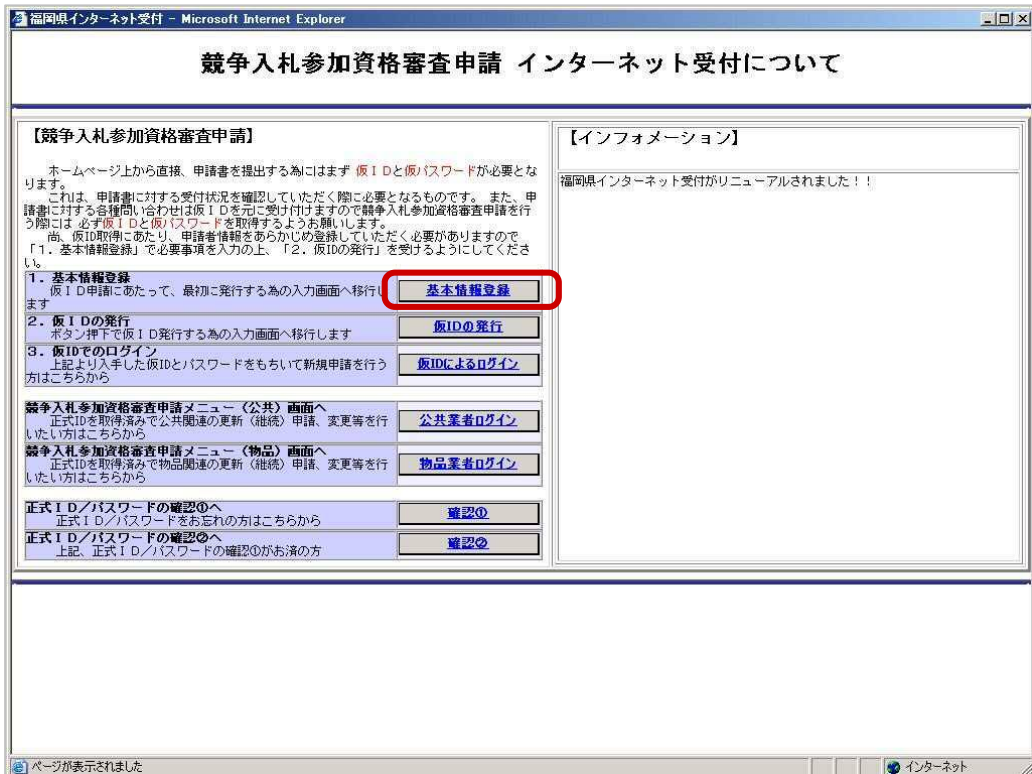 福岡県インターネット受付 - Microsoft Internet Explorer
競争入札参加資格審査申請 インターネット受付について
【競争入札参加資格審査申請】
ホームページ上から直接、申請書を提出する為にはまず 仮ＩＤと仮パスワードが必要とな
ります。
これは、申請書に対する受付状況を確認していただく際に必要となるものです。 また、申
請書に対する各種問い合わせは仮ＩＤを元に受け付けますので競争入札参加資格審査申請を行
う際には 必ず仮ＩＤと仮パスワードを取得するようお願いします。
尚、仮ID取得にあたり、申請者情報をあらかじめ登録していただく必要がありますので
「１．基本情報登録」で必要事項を入力の上、「２．仮IDの発行」を受けるようにしてくださ
い。
１．基本情報登録
仮ＩＤ申請にあたって、最初に発行する為の入力画面へ移行し
ます
基本情報登録
２．仮ＩＤの発行
ボタン押下で仮ＩＤ発行する為の入力画面へ移行します
仮IDの発行
３．仮IDでのログイン
上記より入手した仮IDとパスワードをもちいて新規申請を行う
方はこちらから
仮IDによるログイン
競争入札参加資格審査申請メニュー（公共）画面へ
正式IDを取得済みで公共関連の更新（継続）申請、変更等を行
いたい方はこちらから
公共業者ログイン
競争入札参加資格審査申請メニュー（物品）画面へ
正式IDを取得済みで物品関連の更新（継続）申請、変更等を行
いたい方はこちらから
物品業者ログイン
正式ＩＤ／パスワードの確認①へ
正式ＩＤ／パスワードをお忘れの方はこちらから
確認①
正式ＩＤ／パスワードの確認②へ
上記、正式ＩＤ／パスワードの確認①がお済の方
確認②
【インフォメーション】
福岡県インターネット受付がリニューアルされました！！
ページが表示されました
インターネット